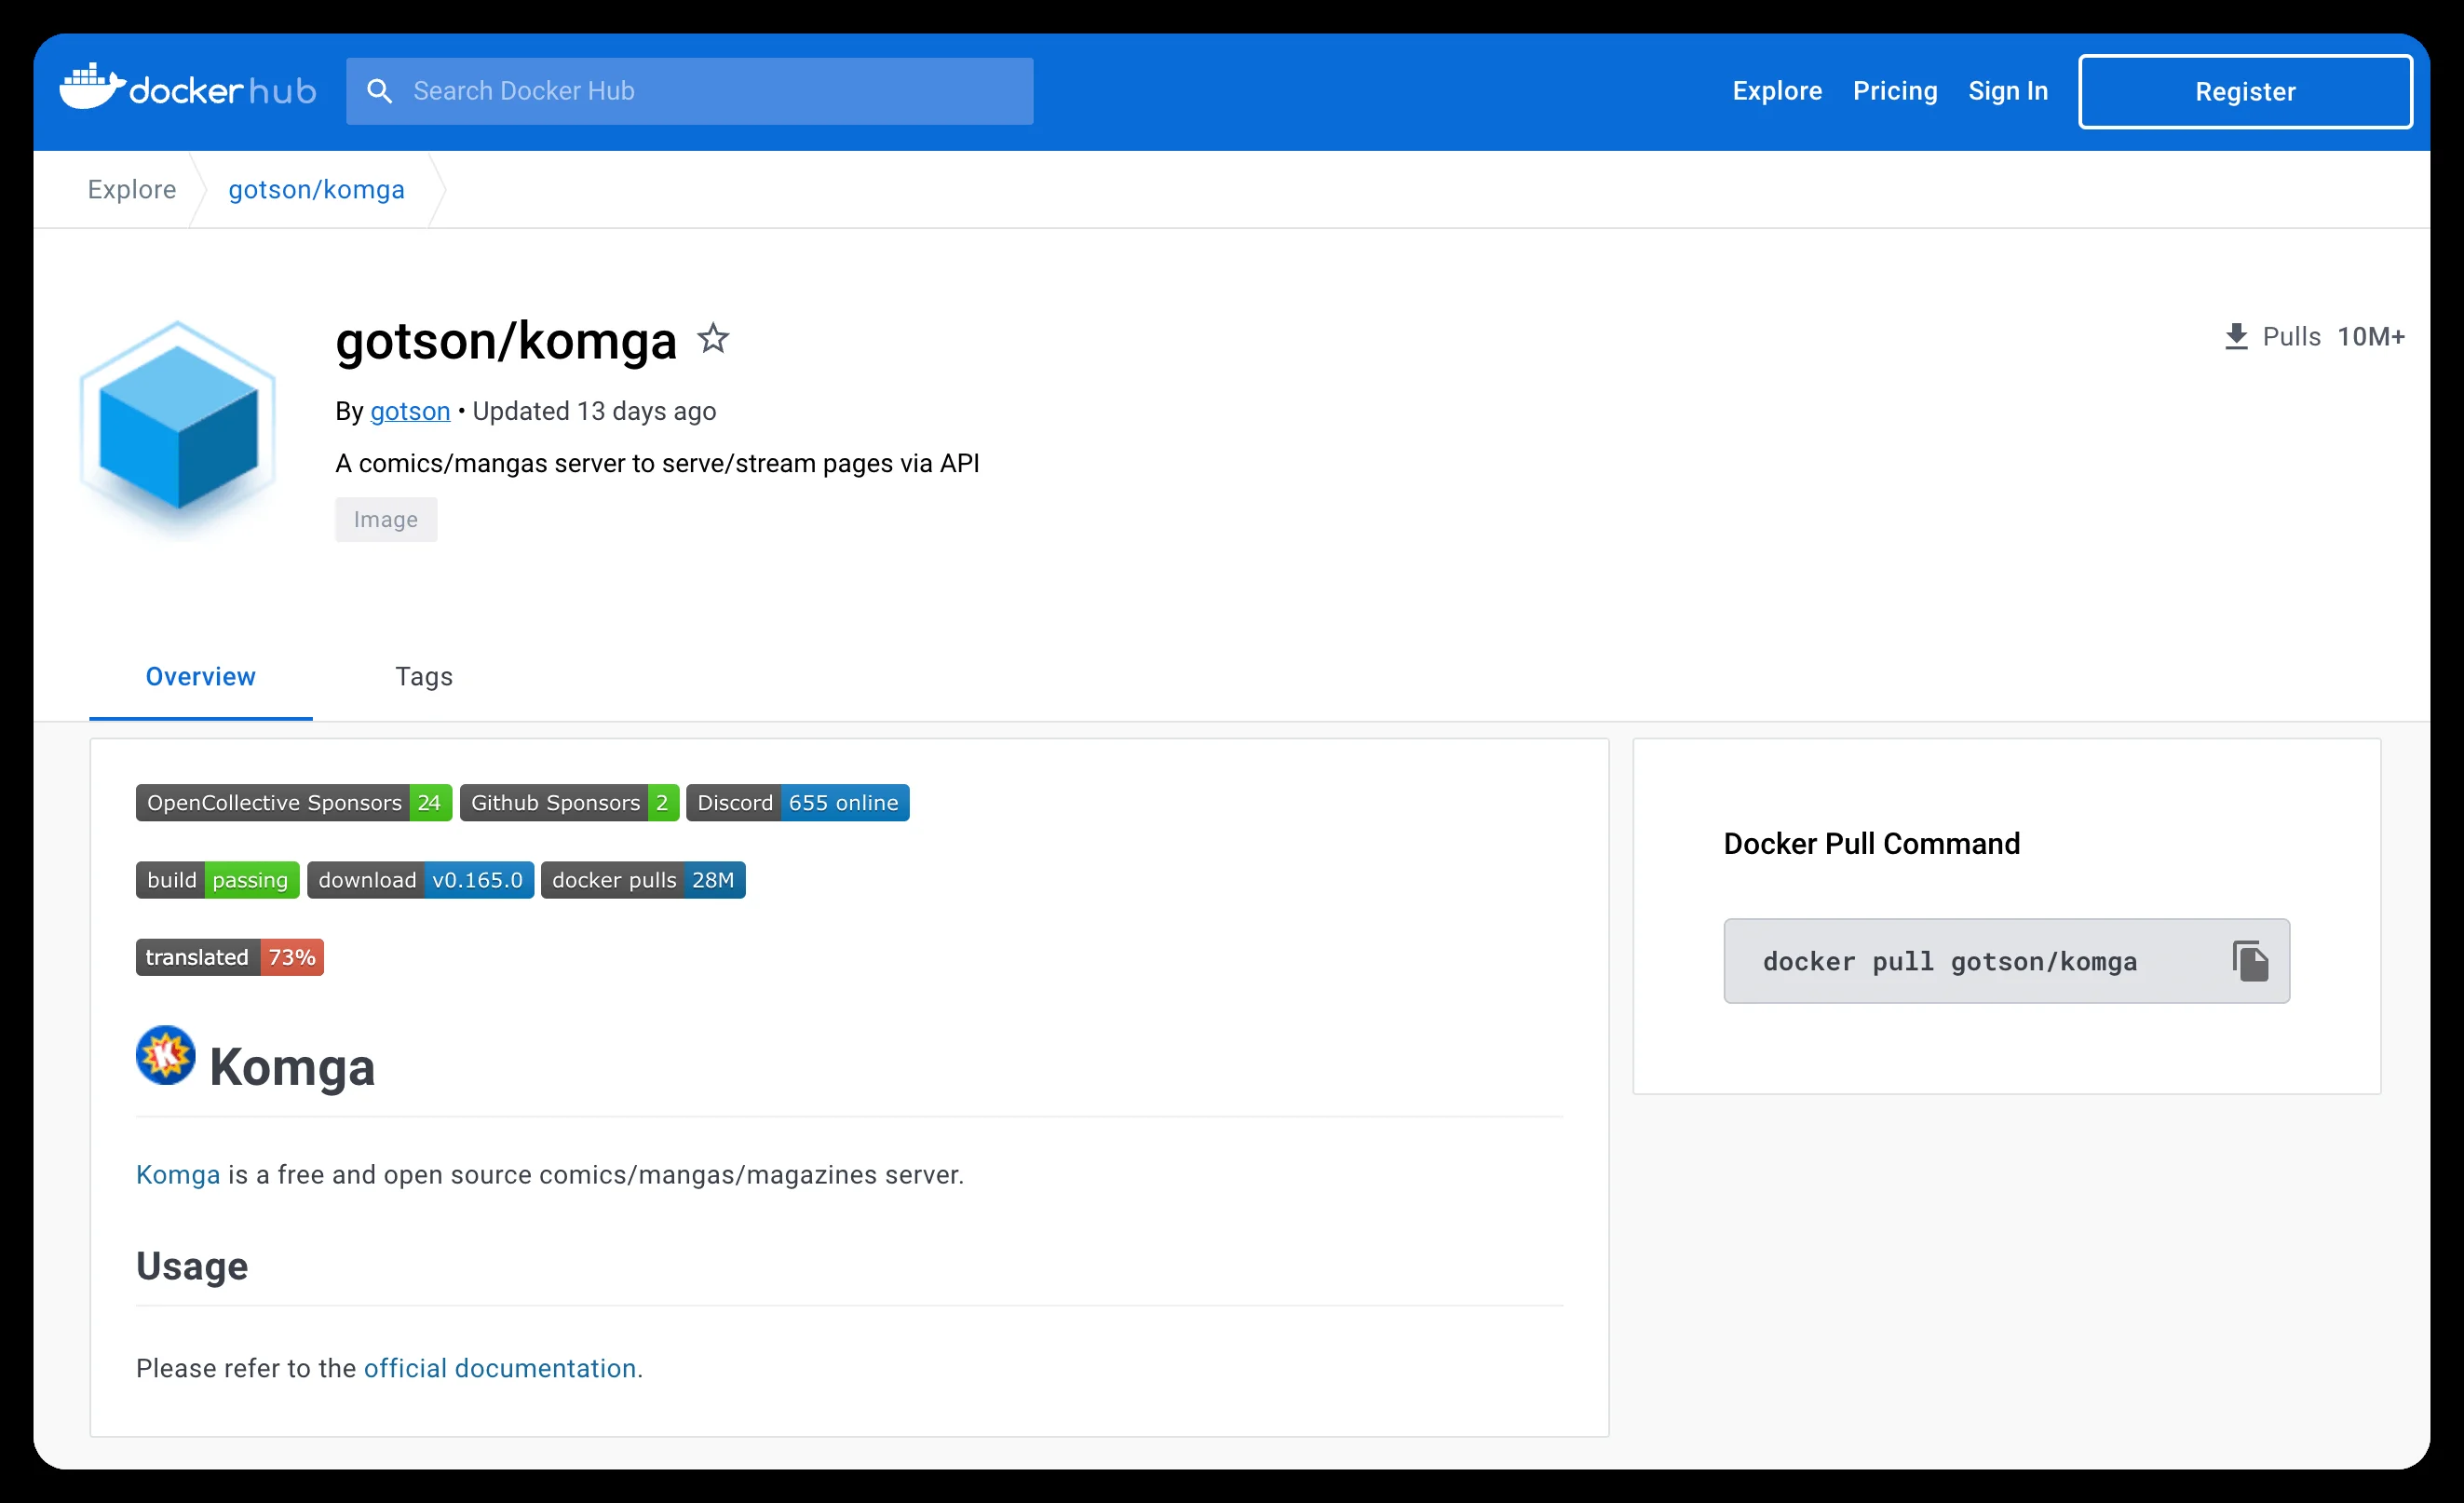 dockerhub Search Docker Hub Explore Pricing Sign In Register
Explore gotson/komga
gotson/komga Pulls 10M+
By gotson • Updated 13 days ago
A comics/mangas server to serve/stream pages via API
Image
Overview Tags
OpenCollective Sponsors 24 Github Sponsors 2 Discord 655 online
build passing download v0.165.0 docker pulls 28M
translated 73%
K Komga
Komga is a free and open source comics/mangas/magazines server.
Usage
Please refer to the official documentation.
Docker Pull Command
docker pull gotson/komga